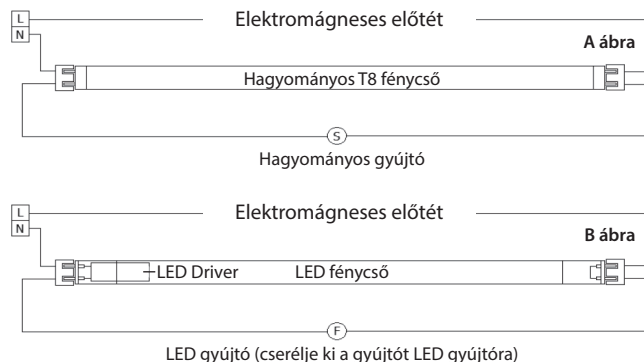 L
Elektromágneses előtét
N
A ábra
Hagyományos T8 fénycső
S
Hagyományos gyújtó
L
Elektromágneses előtét
N
B ábra
LED Driver
LED fénycső
F
LED gyújtó (cserélje ki a gyújtót LED gyújtóra)